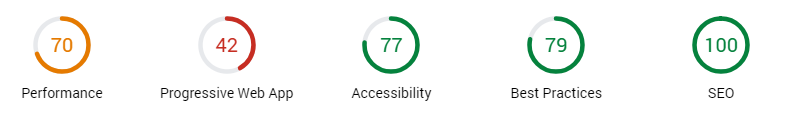 70 42 77 79 100
Performance Progressive Web App Accessibility Best Practices SEO